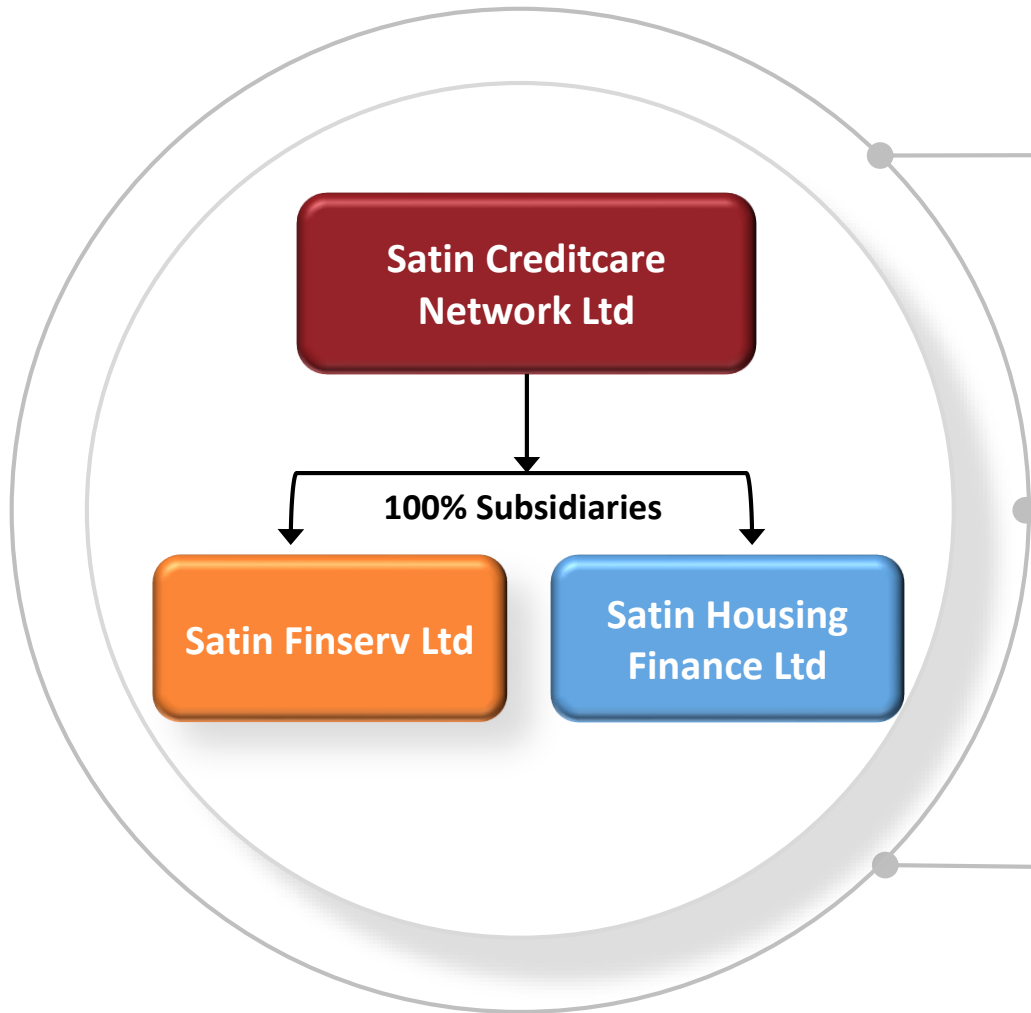 Satin Creditcare
Network Ltd
100% Subsidiaries
Satin Finserv Ltd
Satin Housing
Finance Ltd